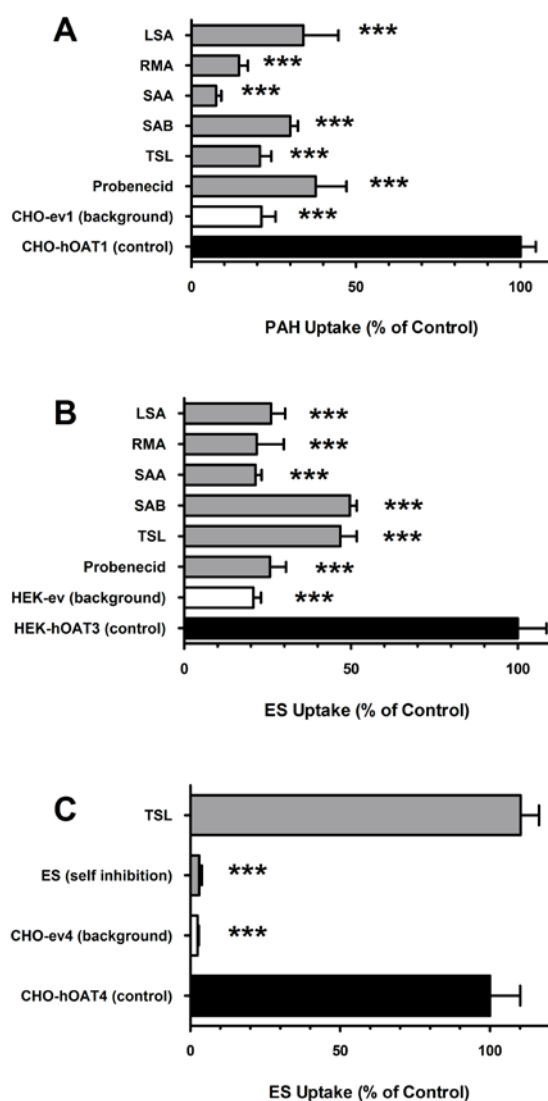 A
LSA ***
RMA ***
SAA ***
SAB ***
TSL ***
Probenecid ***
CHO-ev1 (background) ***
CHO-hOAT1 (control)
0 50 100
PAH Uptake (% of Control)
B
LSA ***
RMA ***
SAA ***
SAB ***
TSL ***
Probenecid ***
HEK-ev (background) ***
HEK-hOAT3 (control)
0 50 100
ES Uptake (% of Control)
C
TSL
ES (self inhibition) ***
CHO-ev4 (background) ***
CHO-hOAT4 (control)
0 50 100
ES Uptake (% of Control)